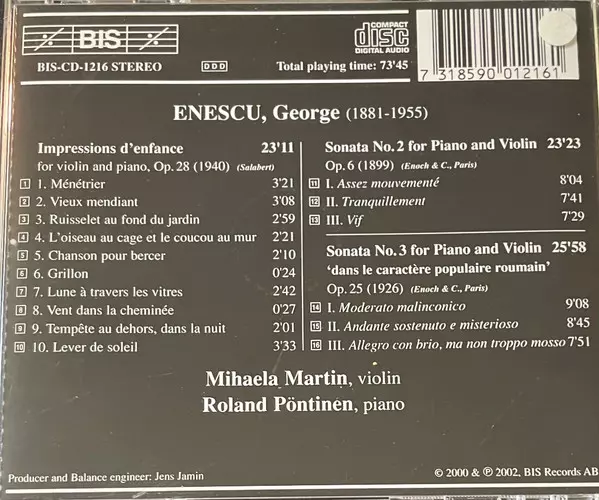 BIS
COMPACT
disc
DIGITAL AUDIO
BIS-CD-1216 STEREO
DDD
Total playing time: 73'45
7 318590 012161
ENESCU, George (1881-1955)
Impressions d'enfance 23'11
for violin and piano, Op. 28 (1940) (Salabert)
1 1. Ménétrier 3'21
2 2. Vieux mendiant 3'08
3 3. Ruisselet au fond du jardin 2'59
4 4. L'oiseau au cage et le coucou au mur 2'21
5 5. Chanson pour bercer 2'10
6 6. Grillon 0'24
7 7. Lune à travers les vitres 2'42
8 8. Vent dans la cheminée 0'27
9 9. Tempête au dehors, dans la nuit 2'01
10 10. Lever de soleil 3'33
Sonata No. 2 for Piano and Violin 23'23
Op. 6 (1899) (Enoch & C., Paris)
11 I. Assez mouvementé 8'04
12 II. Tranquillement 7'41
13 III. Vif 7'29
Sonata No. 3 for Piano and Violin 25'58
'dans le caractère populaire roumain'
Op. 25 (1926) (Enoch & C., Paris)
14 I. Moderato malinconico 9'08
15 II. Andante sostenuto e misterioso 8'45
16 III. Allegro con brio, ma non troppo mosso 7'51
Mihaela Martin, violin
Roland Pöntinen, piano
Producer and Balance engineer: Jens Jamin
© 2000 & ℗ 2002, BIS Records AB